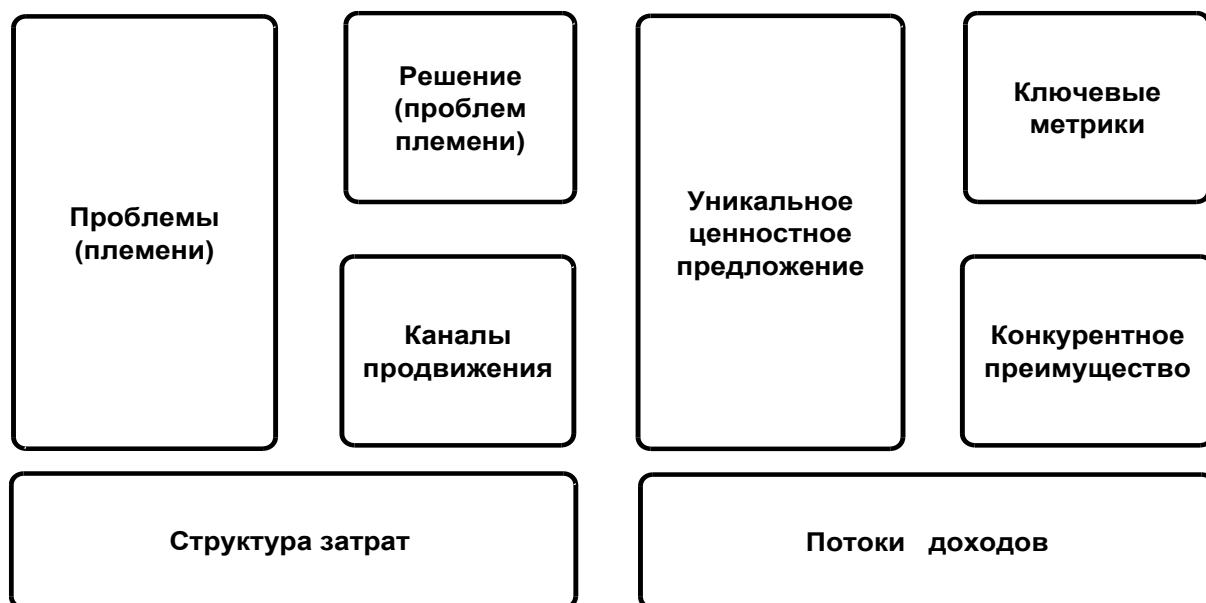 Проблемы
(племени)
Решение
(проблем
племени)
Каналы
продвижения
Уникальное
ценностное
предложение
Ключевые
метрики
Конкурентное
преимущество
Структура затрат
Потоки доходов